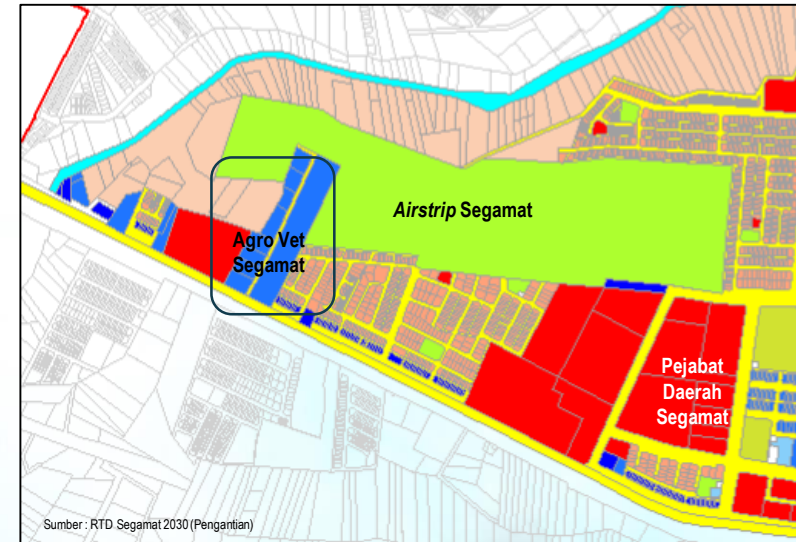 Airstrip Segamat
Agro Vet
Segamat
Pejabat
Daerah
Segamat
Sumber : RTD Segamat 2030 (Pengantian)